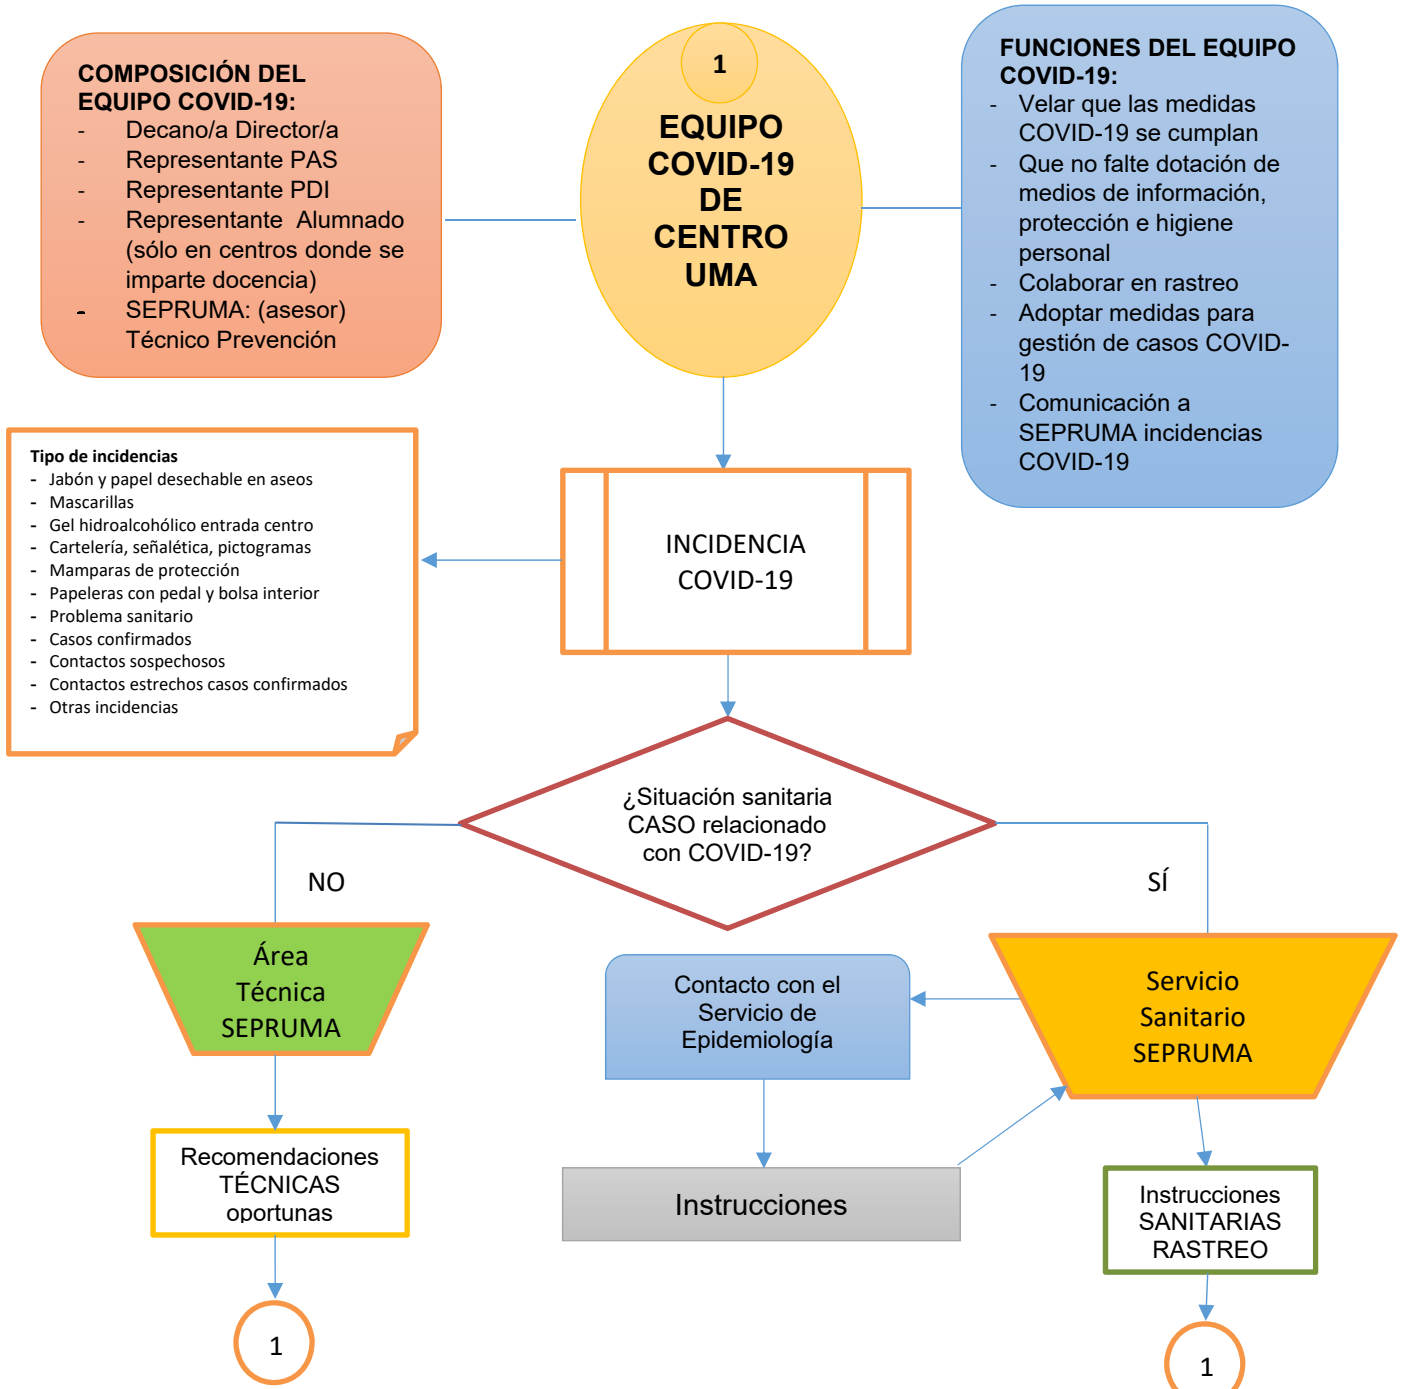 COMPOSICIÓN DEL
EQUIPO COVID-19:
- Decano/a Director/a
- Representante PAS
- Representante PDI
- Representante Alumnado
(sólo en centros donde se
imparte docencia)
- SEPRUMA: (asesor)
Técnico Prevención
1
EQUIPO
COVID-19
DE
CENTRO
UMA
FUNCIONES DEL EQUIPO
COVID-19:
- Velar que las medidas
COVID-19 se cumplan
- Que no falte dotación de
medios de información,
protección e higiene
personal
- Colaborar en rastreo
- Adoptar medidas para
gestión de casos COVID-
19
- Comunicación a
SEPRUMA incidencias
COVID-19
Tipo de incidencias
- Jabón y papel desechable en aseos
- Mascarillas
- Gel hidroalcohólico entrada centro
- Cartelería, señalética, pictogramas
- Mamparas de protección
- Papeleras con pedal y bolsa interior
- Problema sanitario
- Casos confirmados
- Contactos sospechosos
- Contactos estrechos casos confirmados
- Otras incidencias
INCIDENCIA
COVID-19
¿Situación sanitaria
CASO relacionado
con COVID-19?
NO
SÍ
Área
Técnica
SEPRUMA
Contacto con el
Servicio de
Epidemiología
Servicio
Sanitario
SEPRUMA
Recomendaciones
TÉCNICAS
oportunas
Instrucciones
Instrucciones
SANITARIAS
RASTREO
1
1